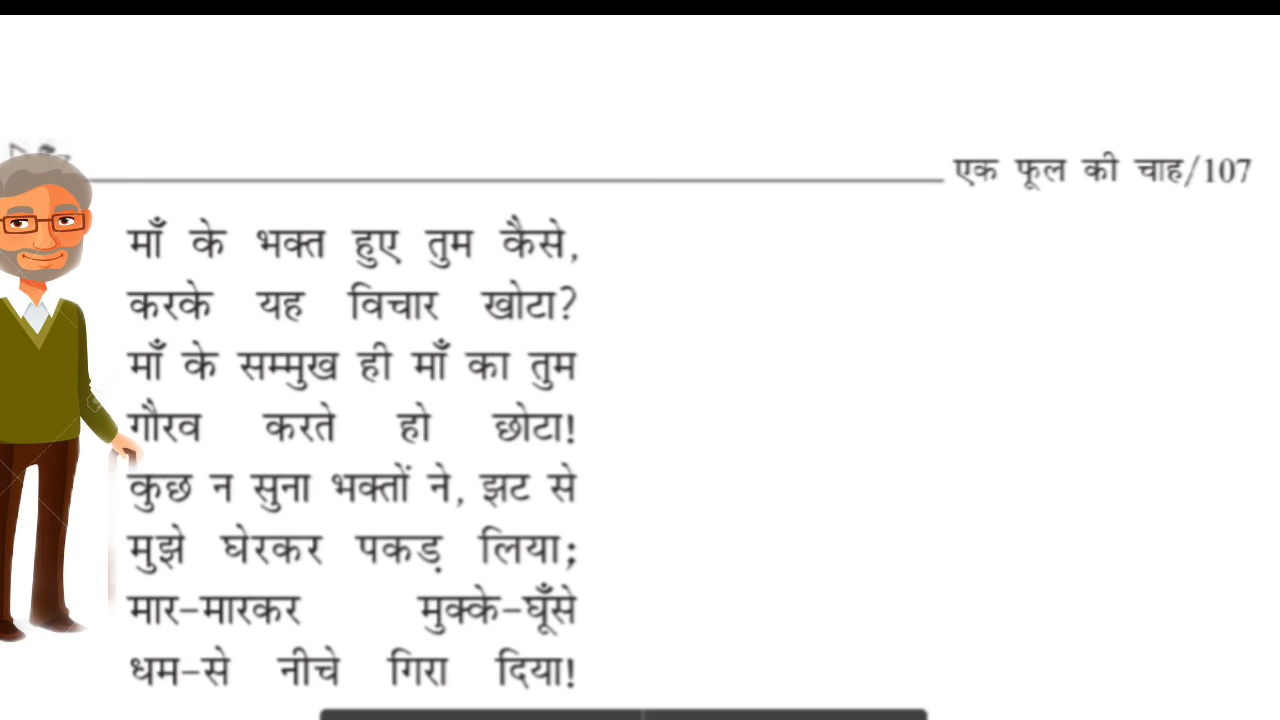 एक फूल की चाह/107
माँ के भक्त हुए तुम कैसे,
करके यह विचार खोटा?
माँ के सम्मुख ही माँ का तुम
गौरव करते हो छोटा!
कुछ न सुना भक्तों ने, झट से
मुझे घेरकर पकड़ लिया;
मार-मारकर मुक्के-घूँसे
धम-से नीचे गिरा दिया!